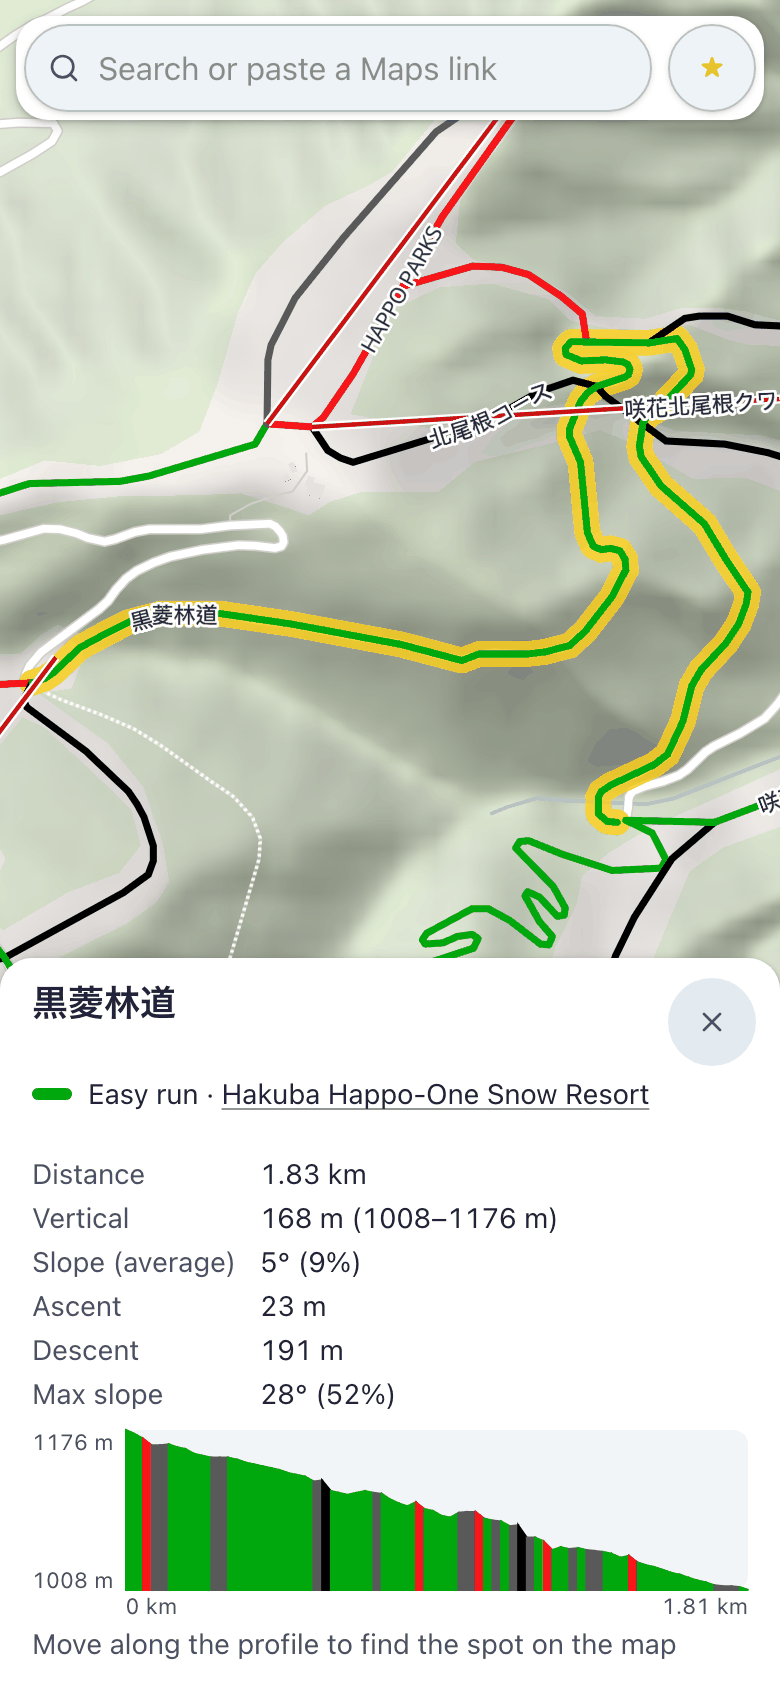 Search or paste a Maps link
HAPPO PARKS
北尾根コース
咲花北尾根クワ
黒菱林道
黒菱林道
Easy run · Hakuba Happo-One Snow Resort
Distance 1.83 km
Vertical 168 m (1008–1176 m)
Slope (average) 5° (9%)
Ascent 23 m
Descent 191 m
Max slope 28° (52%)
1176 m
1008 m
0 km 1.81 km
Move along the profile to find the spot on the map